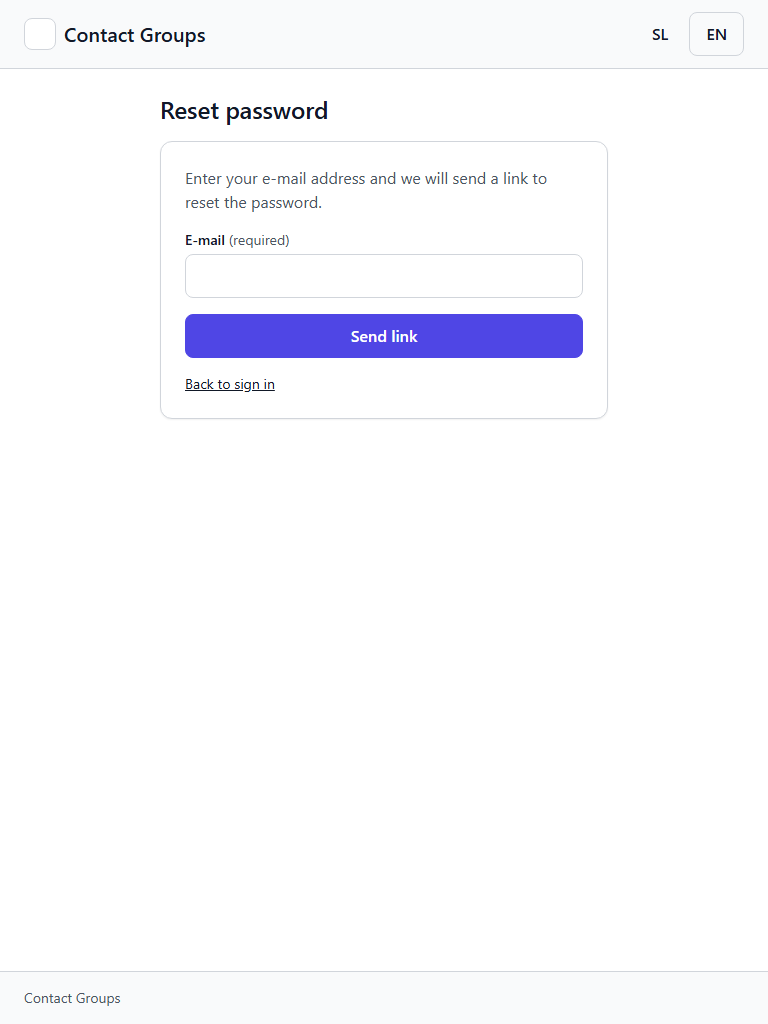 Contact Groups
SL
EN
Reset password
Enter your e-mail address and we will send a link to
reset the password.
E-mail (required)
Send link
Back to sign in
Contact Groups